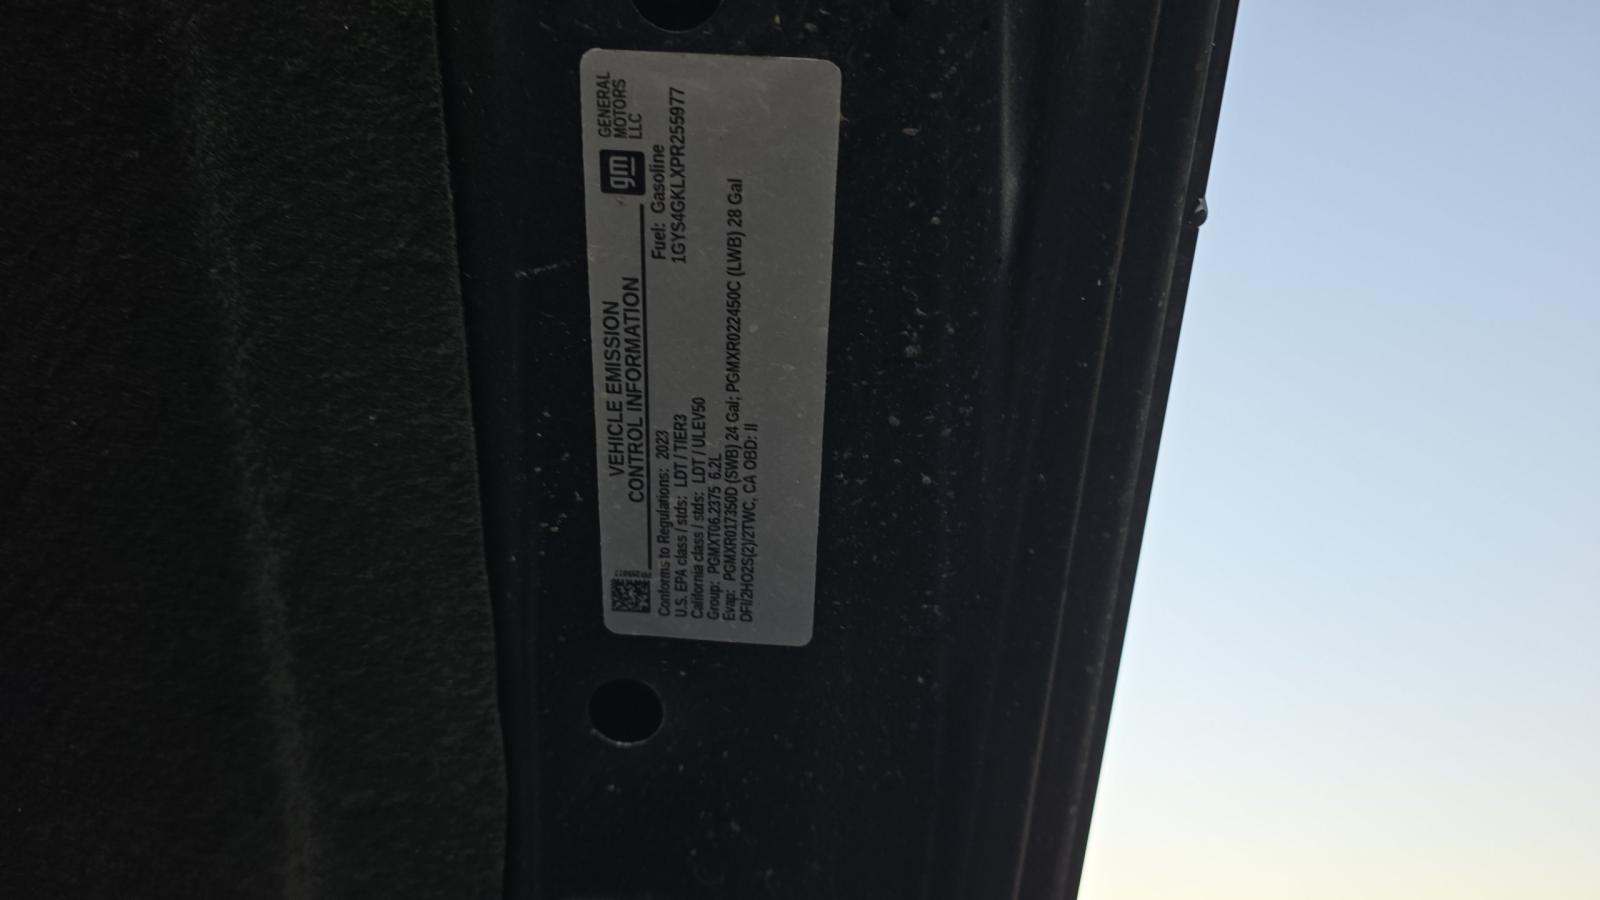 VEHICLE EMISSION
CONTROL INFORMATION
gm
GENERAL
MOTORS
LLC
Conforms to Regulations: 2023
U.S. EPA class / stds: LDT / TIER3
California class / stds: LDT / ULEV50
Group: PGMXT06.2375 6.2L
Evap: PGMXR017350D (SWB) 24 Gal; PGMXR022450C (LWB) 28 Gal
DFI/2HO2S(2)/2TWC, CA OBD: II
Fuel: Gasoline
1GYS4GKLXPR255977